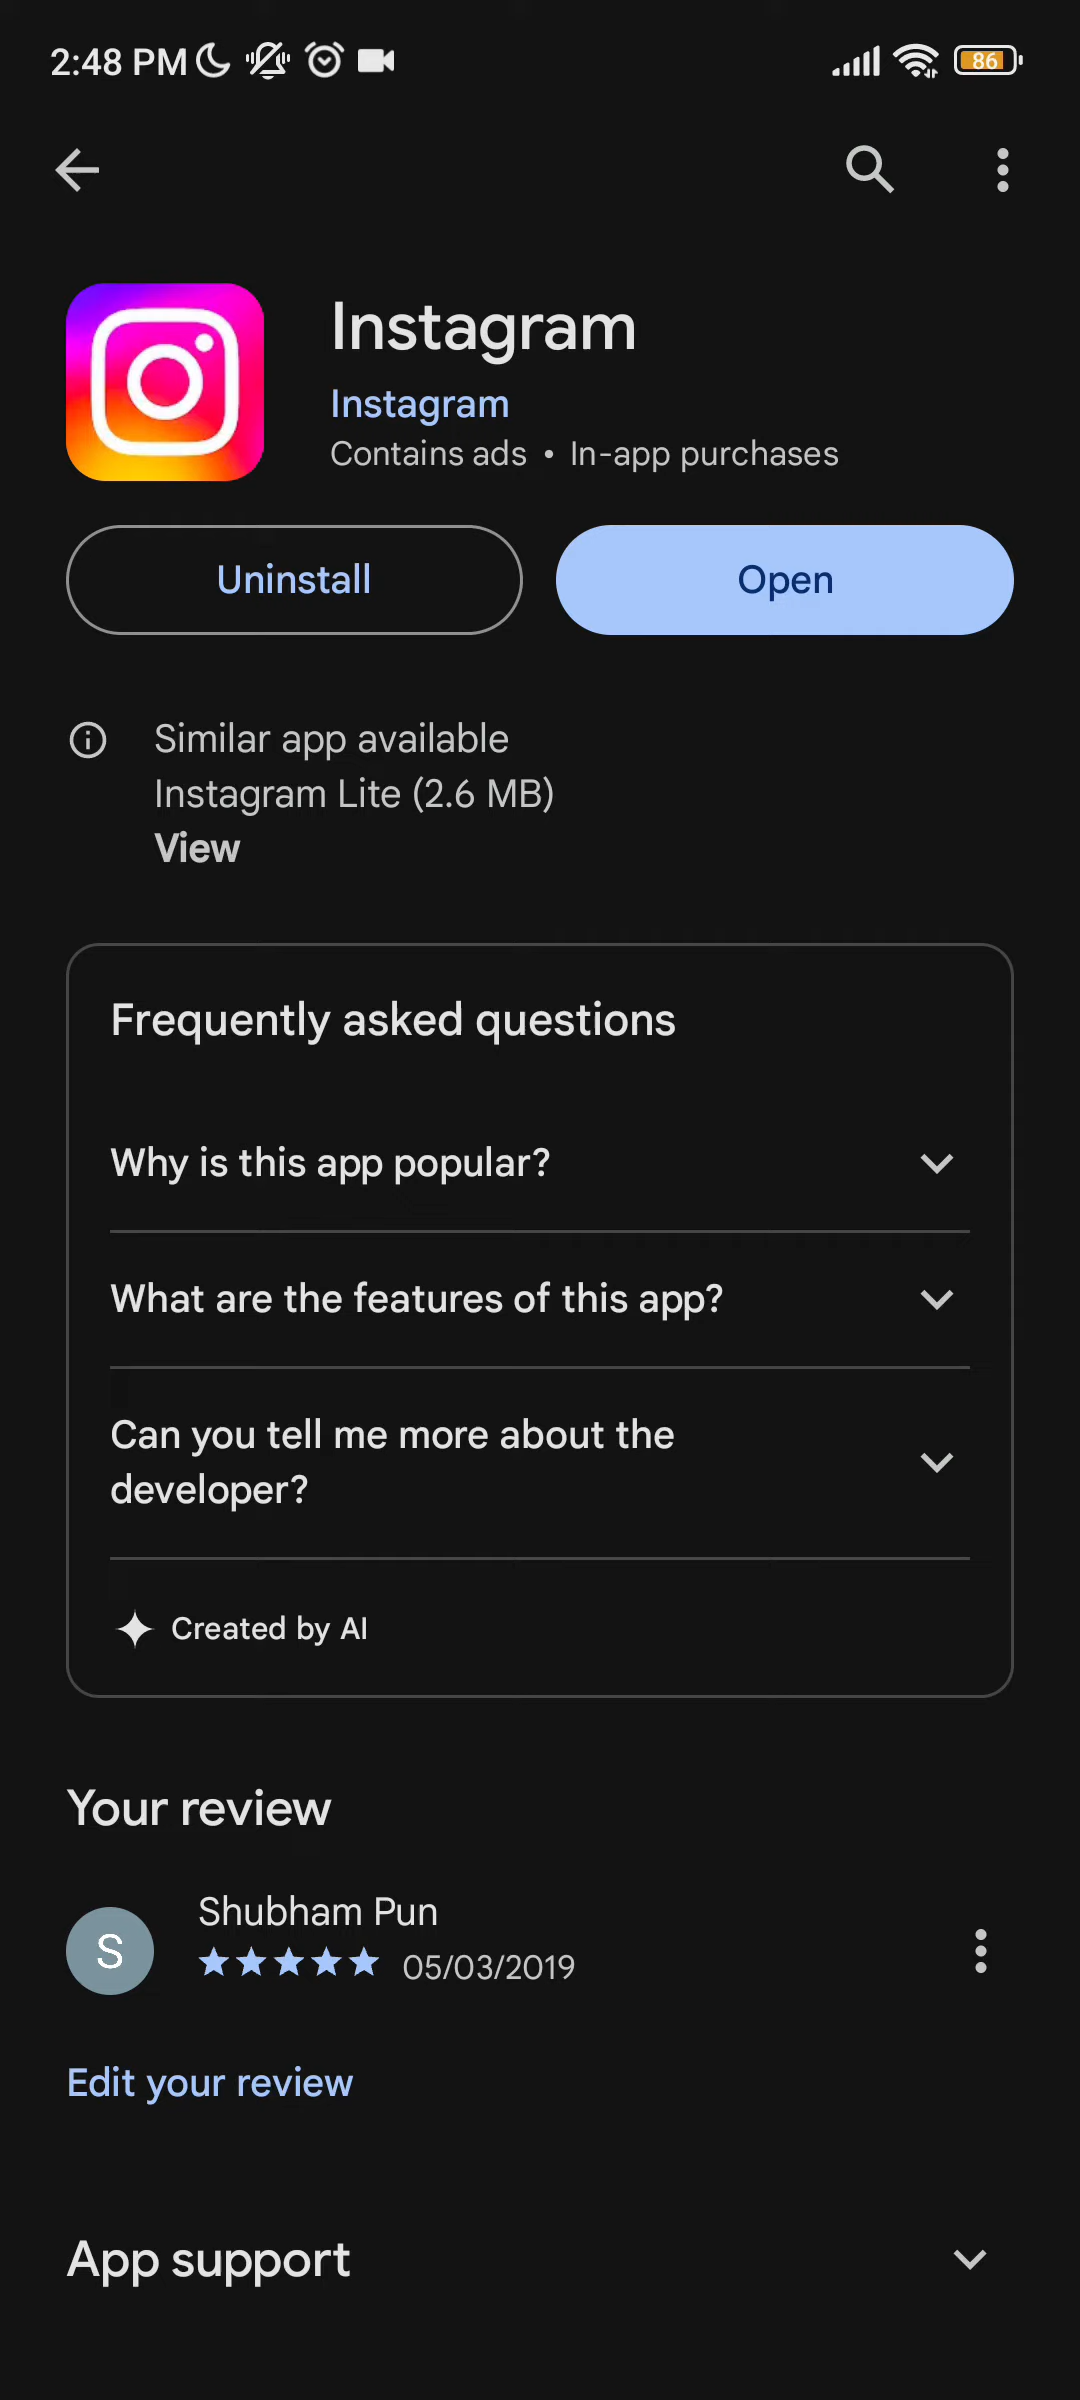 2:48 PM
86
Instagram
Instagram
Contains ads • In-app purchases
Uninstall
Open
Similar app available
Instagram Lite (2.6 MB)
View
Frequently asked questions
Why is this app popular?
What are the features of this app?
Can you tell me more about the
developer?
Created by AI
Your review
S
Shubham Pun
05/03/2019
Edit your review
App support